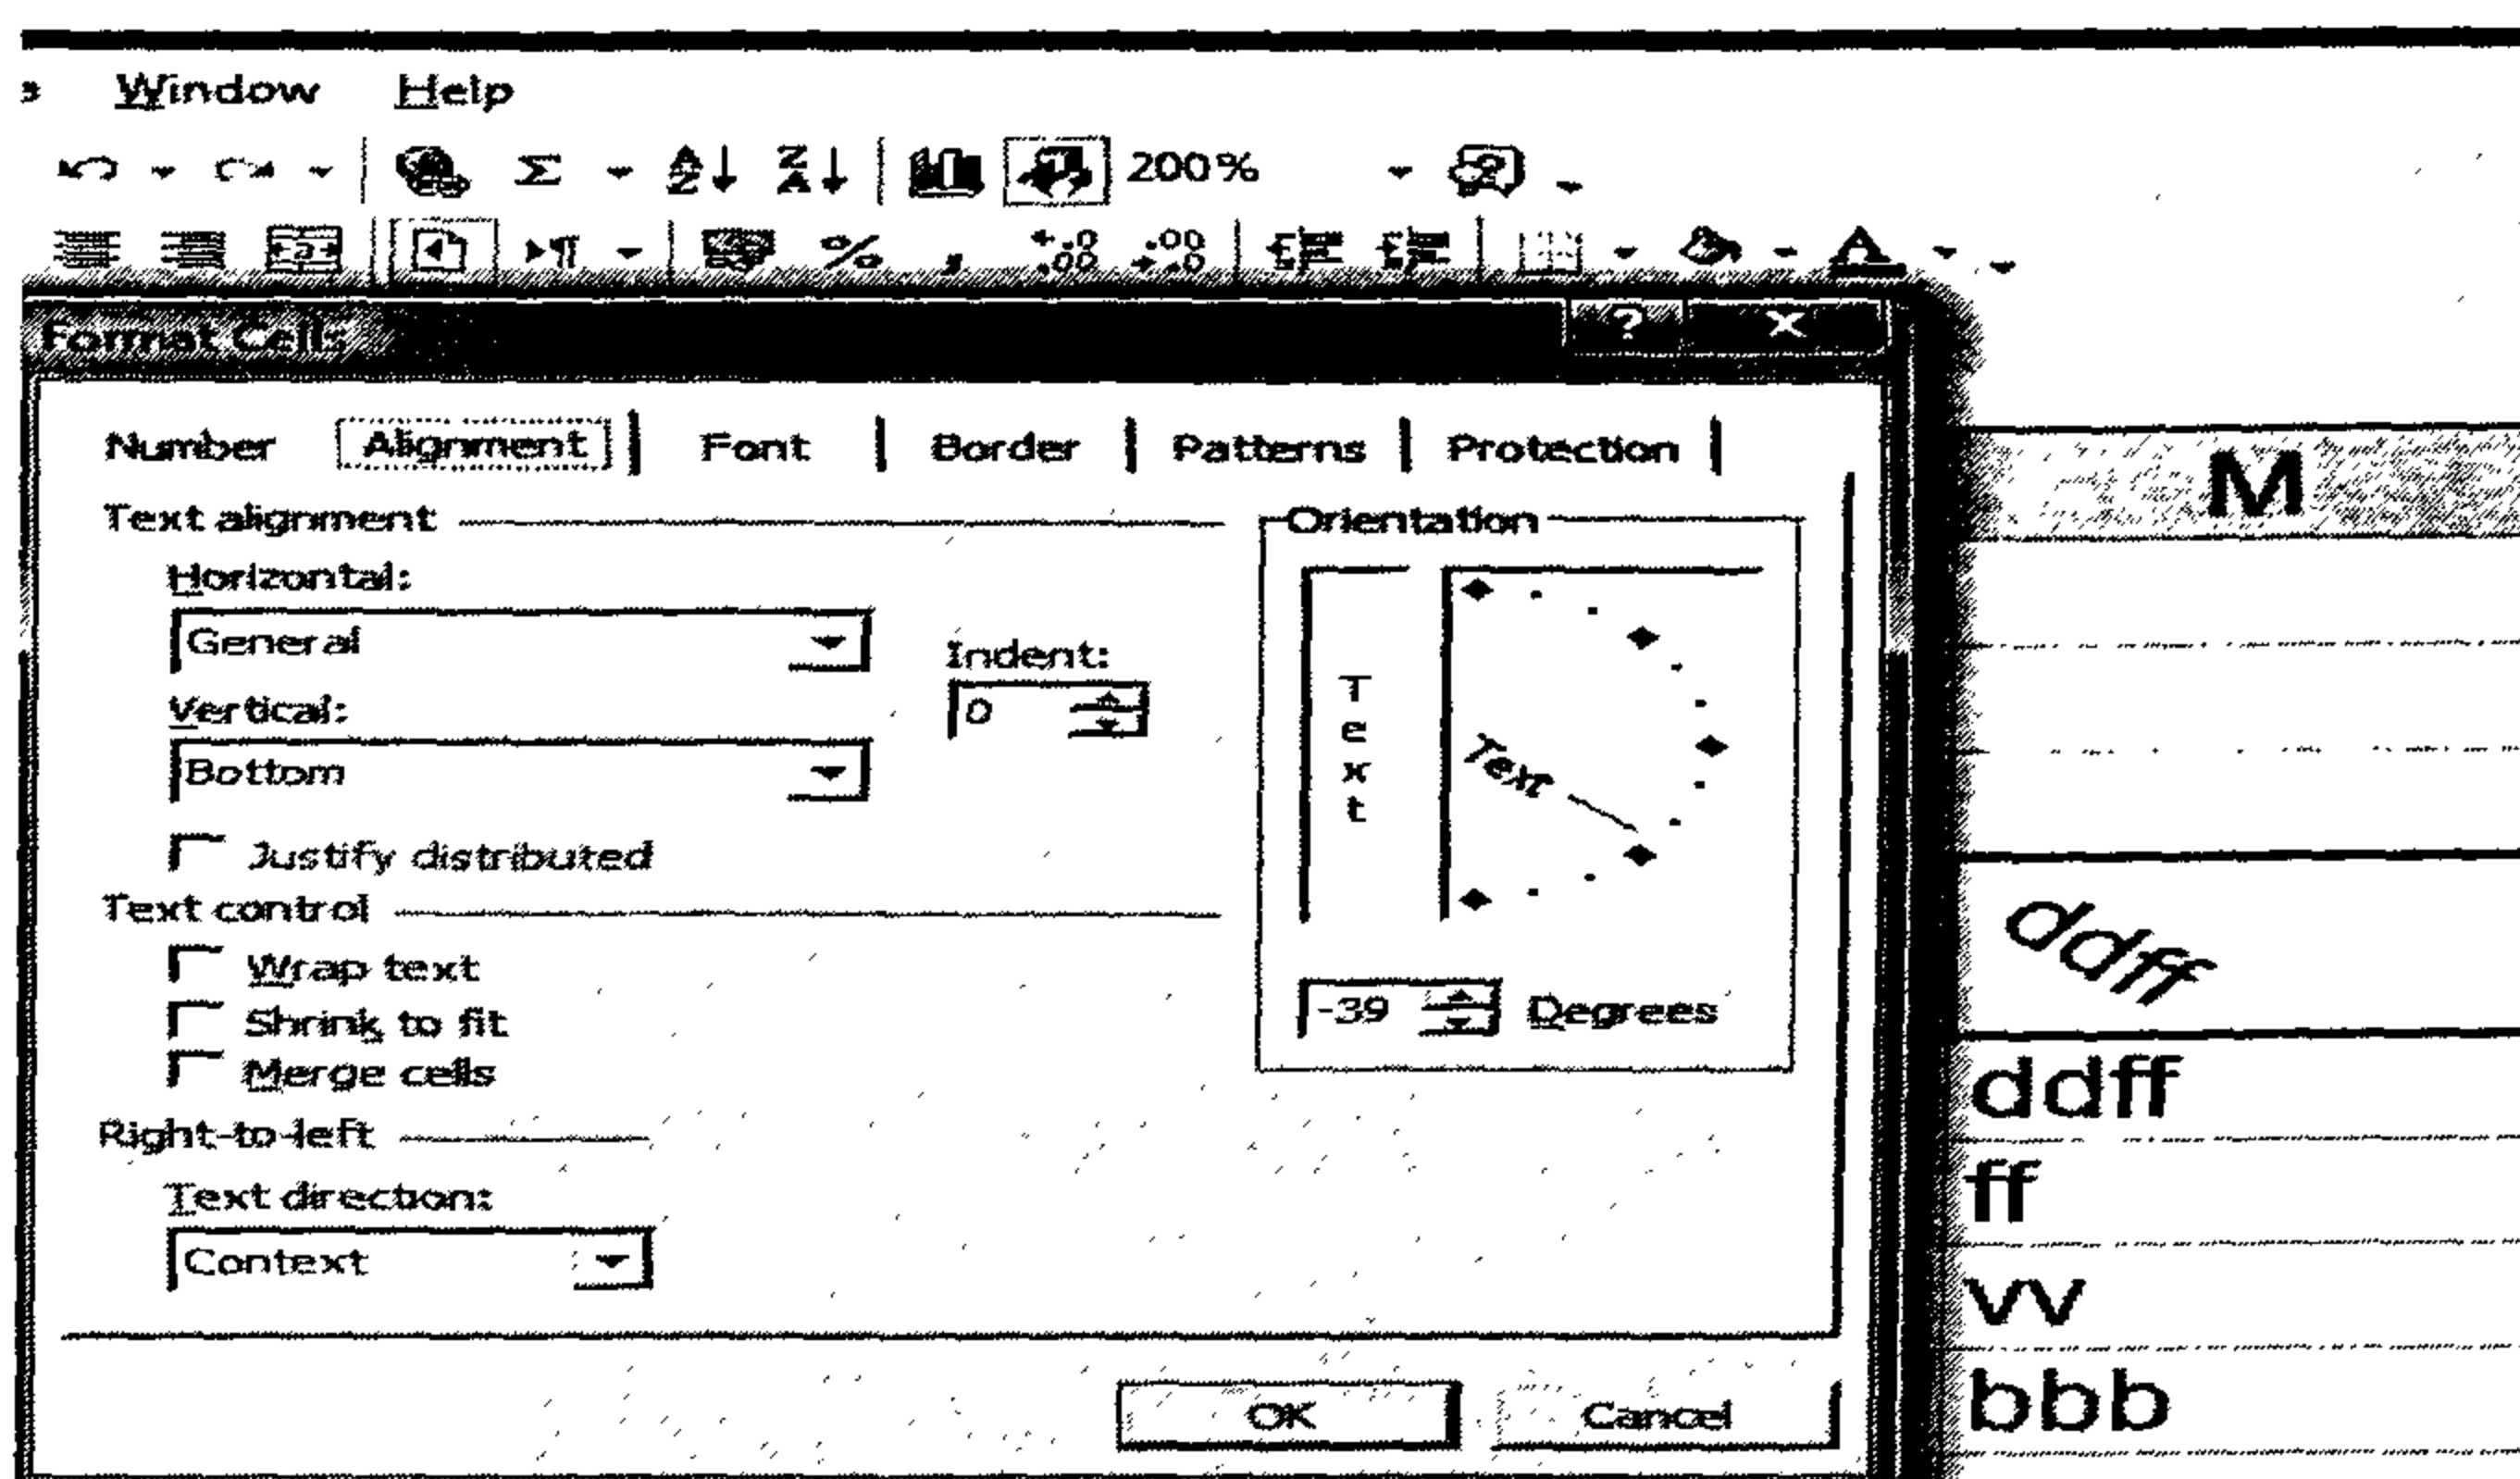 Window Help
200%
Format Cells
Number Alignment Font Border Patterns Protection
Text alignment
Horizontal:
General
Vertical:
Bottom
Indent:
0
Justify distributed
Text control
Wrap text
Shrink to fit
Merge cells
Right-to-left
Text direction:
Context
Orientation
Text
Text
-39 Degrees
OK Cancel
M
ddff
ddff
ff
vv
bbb